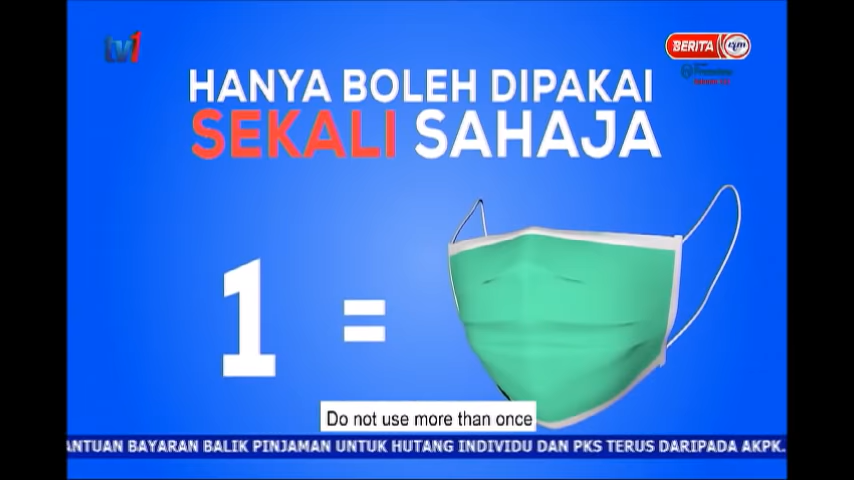 tv1
BERITA rtm
HANYA BOLEH DIPAKAI
SEKALI SAHAJA
1 =
Do not use more than once
ANTUAN BAYARAN BALIK PINJAMAN UNTUK HUTANG INDIVIDU DAN PKS TERUS DARIPADA AKPK.